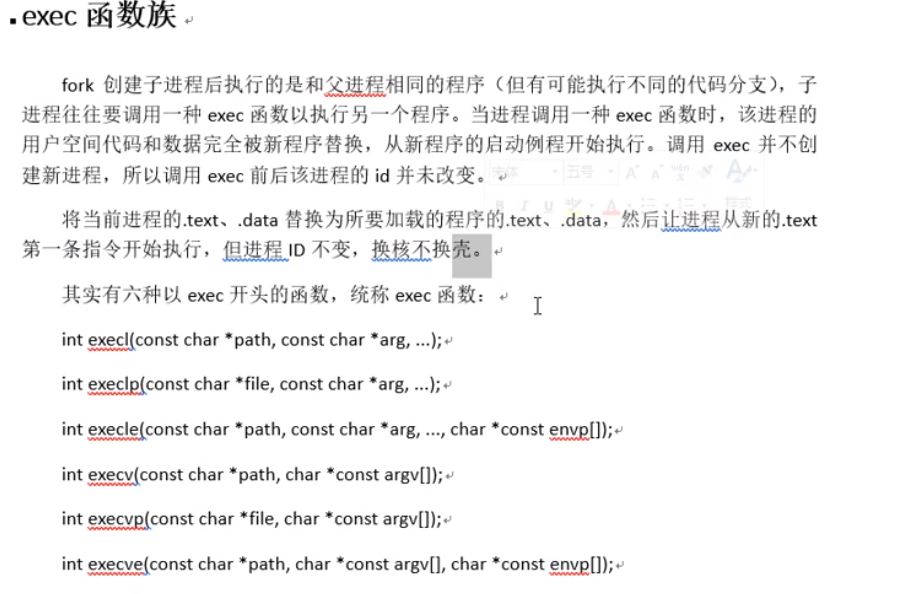 exec 函数族
fork 创建子进程后执行的是和父进程相同的程序（但有可能执行不同的代码分支），子
进程往往要调用一种 exec 函数以执行另一个程序。当进程调用一种 exec 函数时，该进程的
用户空间代码和数据完全被新程序替换，从新程序的启动例程开始执行。调用 exec 并不创
建新进程，所以调用 exec 前后该进程的 id 并未改变。
将当前进程的.text、.data 替换为所要加载的程序的.text、.data，然后让进程从新的.text
第一条指令开始执行，但进程 ID 不变，换核不换壳。
其实有六种以 exec 开头的函数，统称 exec 函数：
int execl(const char *path, const char *arg, ...);
int execlp(const char *file, const char *arg, ...);
int execle(const char *path, const char *arg, ..., char *const envp[]);
int execv(const char *path, char *const argv[]);
int execvp(const char *file, char *const argv[]);
int execve(const char *path, char *const argv[], char *const envp[]);